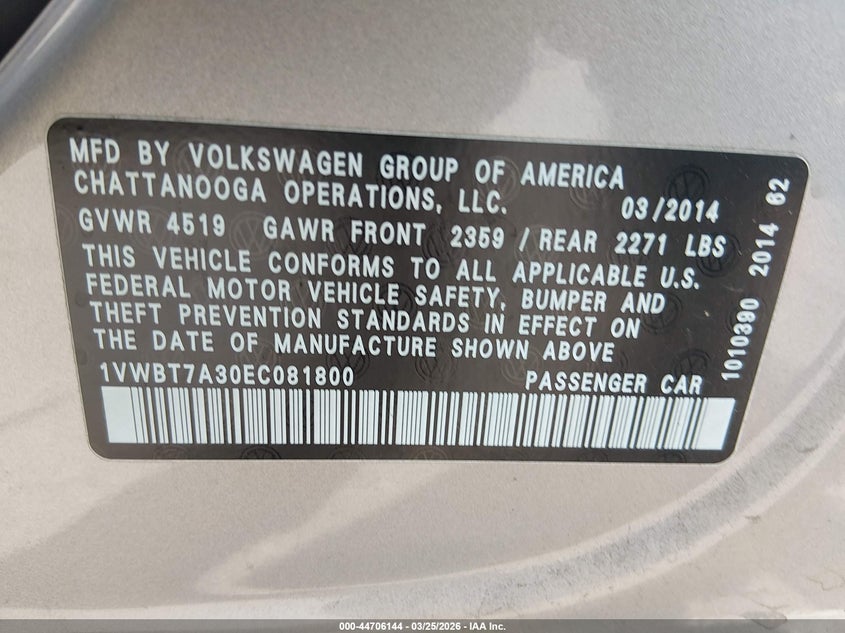 MFD BY VOLKSWAGEN GROUP OF AMERICA
CHATTANOOGA OPERATIONS, LLC. 03/2014
GVWR 4519 GAWR FRONT 2359 / REAR 2271 LBS
THIS VEHICLE CONFORMS TO ALL APPLICABLE U.S.
FEDERAL MOTOR VEHICLE SAFETY, BUMPER AND
THEFT PREVENTION STANDARDS IN EFFECT ON
THE DATE OF MANUFACTURE SHOWN ABOVE
1VWBT7A30EC081800 PASSENGER CAR
1010390 2014 62
000-44706144 — 03/25/2026 — IAA Inc.